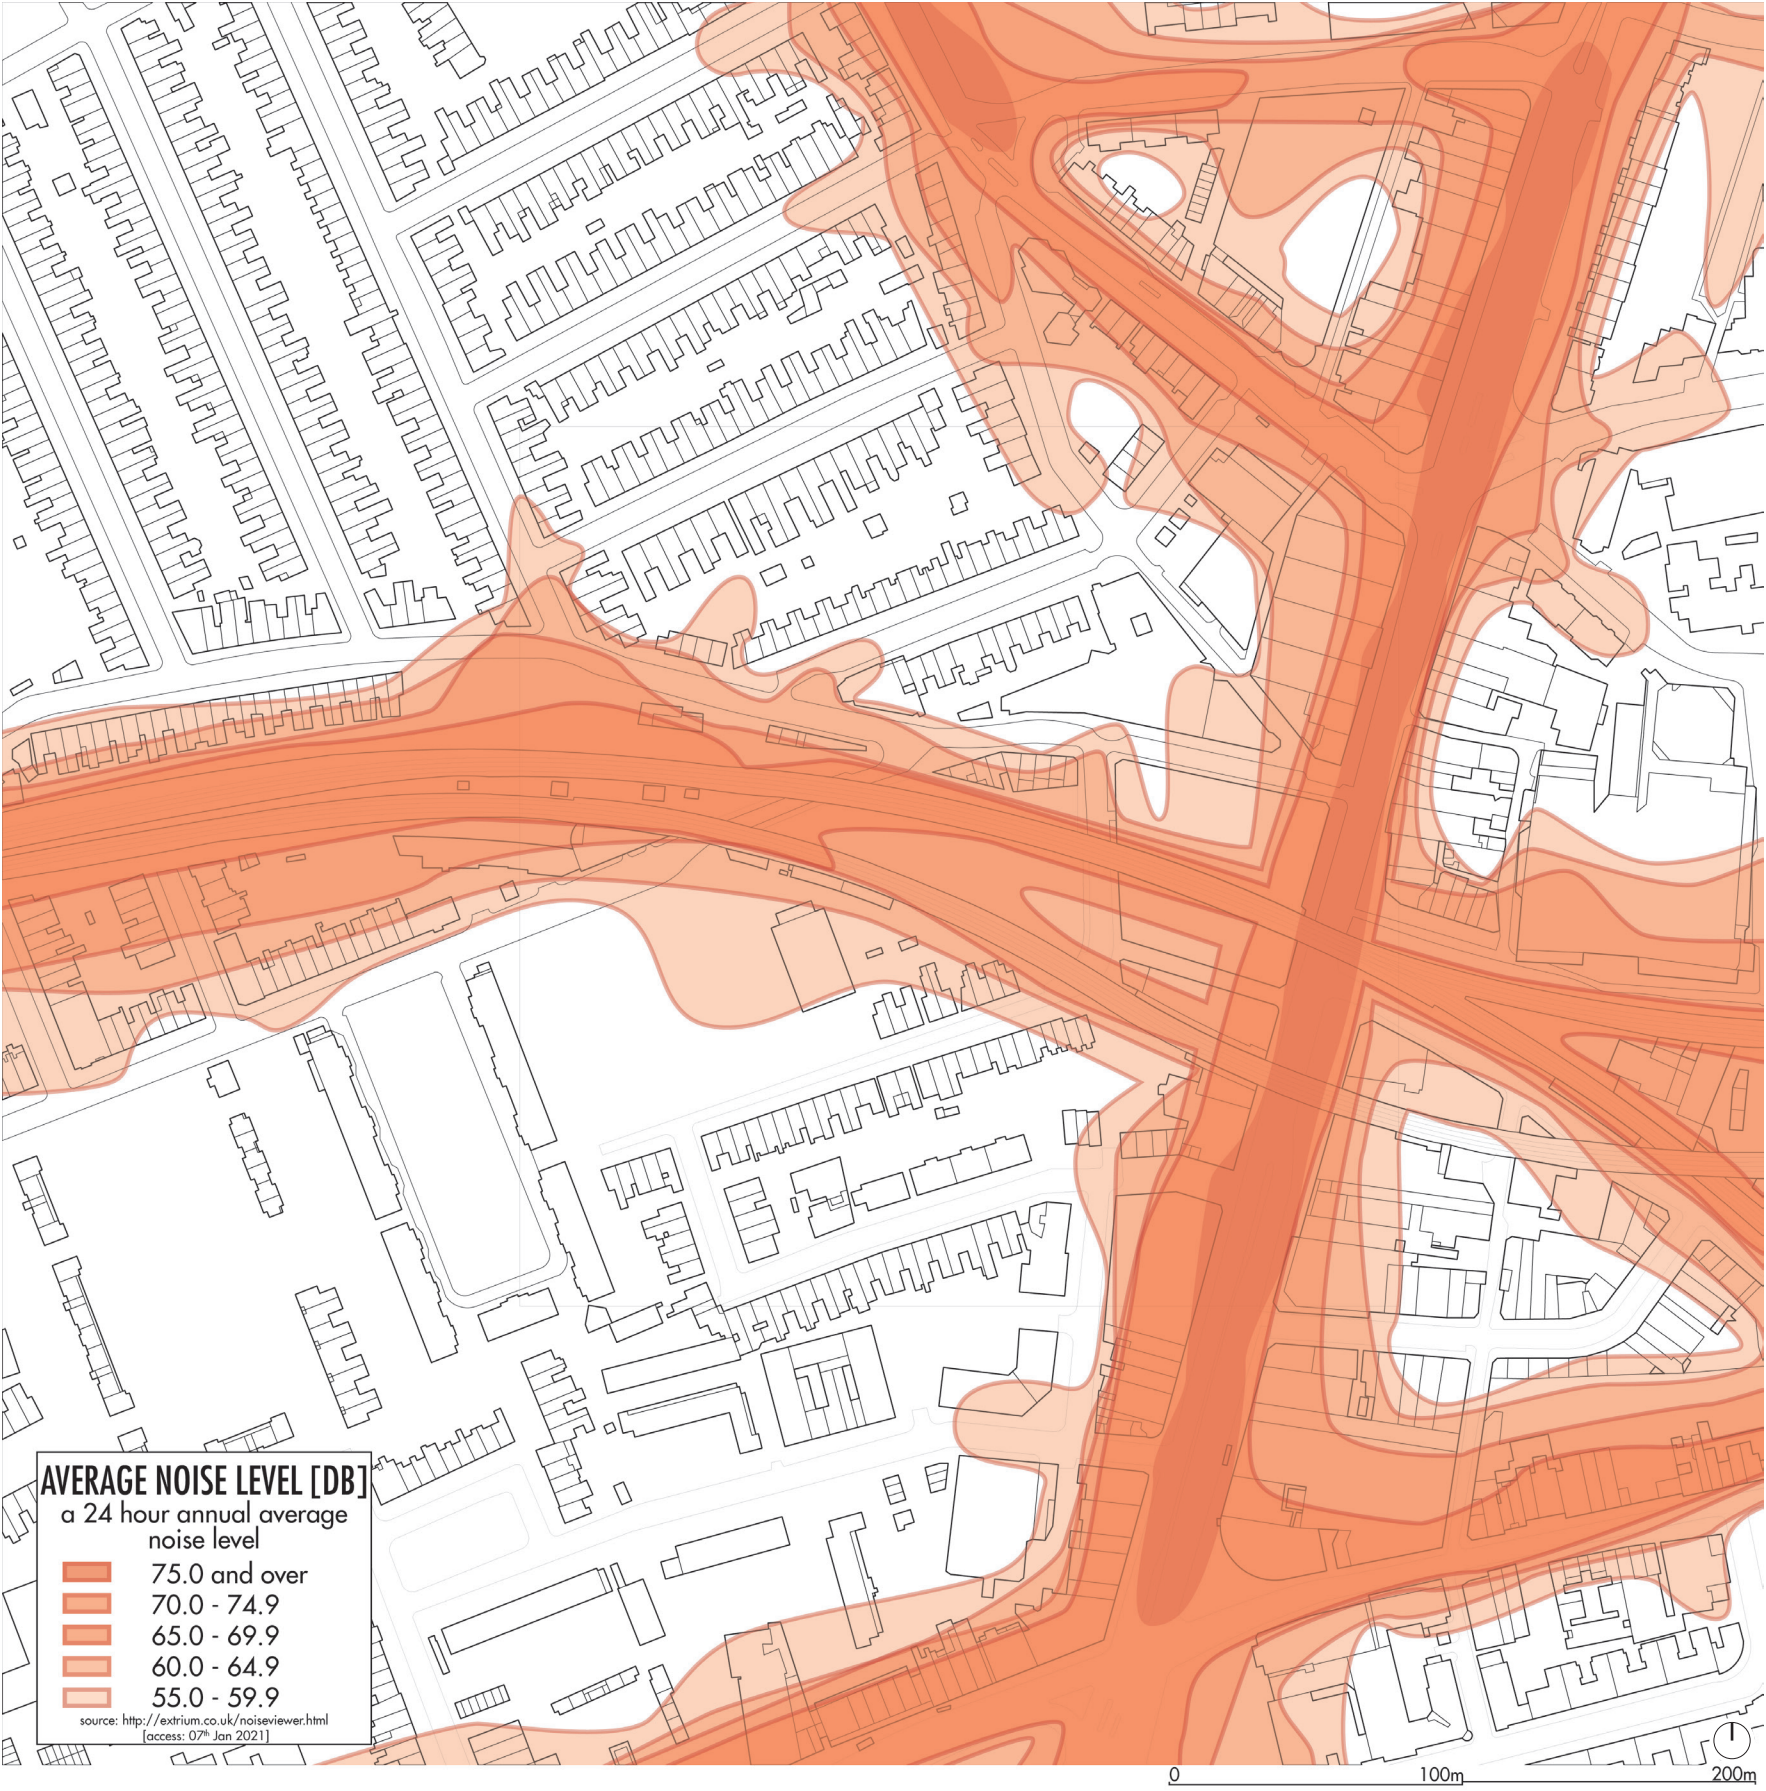 AVERAGE NOISE LEVEL [DB]
a 24 hour annual average
noise level
75.0 and over
70.0 - 74.9
65.0 - 69.9
60.0 - 64.9
55.0 - 59.9
source: http://extrium.co.uk/noiseviewer.html
[access: 07th Jan 2021]
0 100m 200m